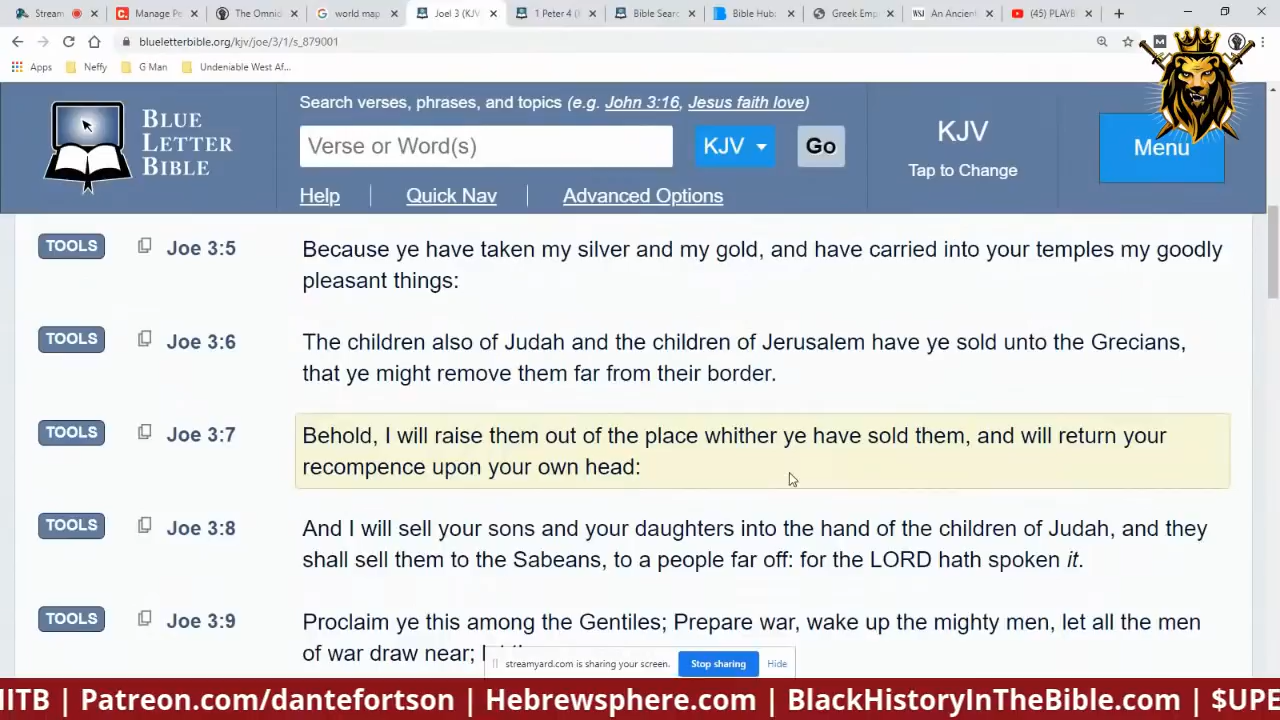 Stream
Manage Pe
The Omnid
world map
Joel 3 (KJV
1 Peter 4 (
Bible Sear
Bible Hub:
Greek Emp
WSJ
An Ancien
(45) PLAYB
blueletterbible.org/kjv/joe/3/1/s_879001
Apps
Neffy
G Man
Undeniable West Af...
BLUE
LETTER
BIBLE
Search verses, phrases, and topics (e.g. John 3:16, Jesus faith love)
Verse or Word(s)
KJV
Go
Help
Quick Nav
Advanced Options
KJV
Tap to Change
Menu
TOOLS
Joe 3:5
Because ye have taken my silver and my gold, and have carried into your temples my goodly
pleasant things:
TOOLS
Joe 3:6
The children also of Judah and the children of Jerusalem have ye sold unto the Grecians,
that ye might remove them far from their border.
TOOLS
Joe 3:7
Behold, I will raise them out of the place whither ye have sold them, and will return your
recompence upon your own head:
TOOLS
Joe 3:8
And I will sell your sons and your daughters into the hand of the children of Judah, and they
shall sell them to the Sabeans, to a people far off: for the LORD hath spoken it.
TOOLS
Joe 3:9
Proclaim ye this among the Gentiles; Prepare war, wake up the mighty men, let all the men
of war draw near;
streamyard.com is sharing your screen.
Stop sharing
Hide
HITB | Patreon.com/dantefortson | Hebrewsphere.com | BlackHistoryInTheBible.com | $UPE